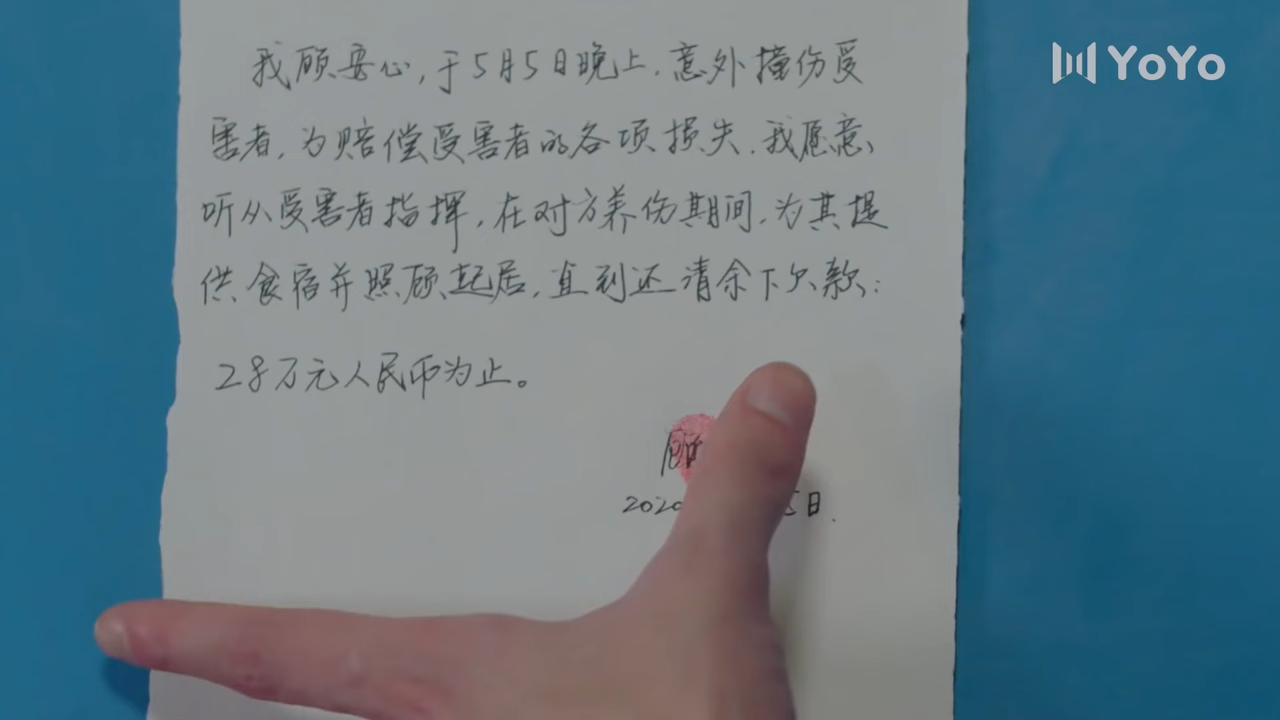 YoYo
我顾安心，于5月5日晚上，意外撞伤受
害者，为赔偿受害者的各项损失，我愿意
听从受害者指挥，在对方养伤期间，为其提
供食宿并照顾起居，直到还清余下欠款：
28万元人民币为止。
顾
2020 5日